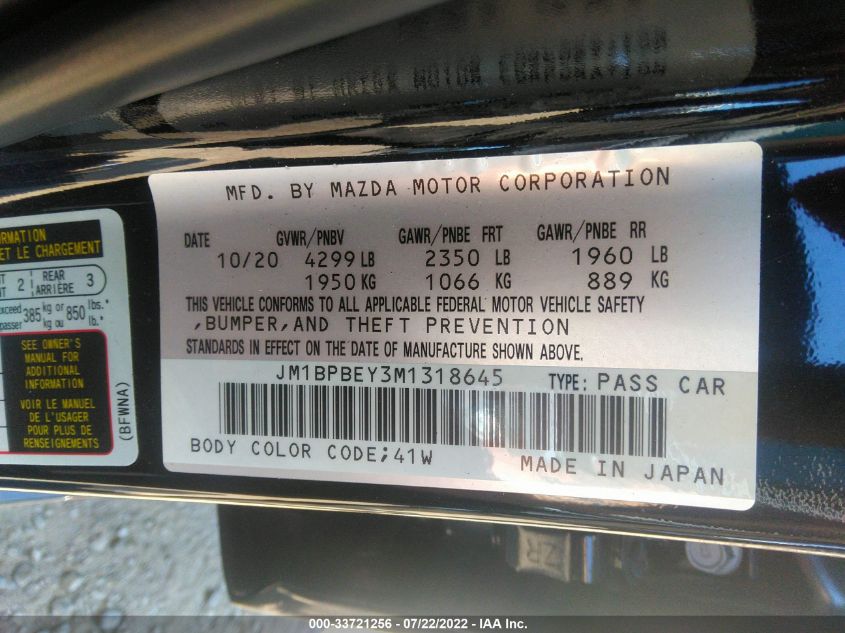 MFD. BY MAZDA MOTOR CORPORATION
DATE GVWR/PNBV GAWR/PNBE FRT GAWR/PNBE RR
10/20 4299 LB 2350 LB 1960 LB
1950 KG 1066 KG 889 KG
THIS VEHICLE CONFORMS TO ALL APPLICABLE FEDERAL MOTOR VEHICLE SAFETY
,BUMPER,AND THEFT PREVENTION
STANDARDS IN EFFECT ON THE DATE OF MANUFACTURE SHOWN ABOVE.
JM1BPBEY3M1318645 TYPE: PASS CAR
BODY COLOR CODE;41W
MADE IN JAPAN
ET LE CHARGEMENT
2 REAR 3
ARRIÈRE
385 kg or 850 lbs.*
kg ou lb.*
SEE OWNER'S
MANUAL FOR
ADDITIONAL
INFORMATION
VOIR LE MANUEL
DE L'USAGER
POUR PLUS DE
RENSEIGNEMENTS
(BFWNA)
000-33721256 - 07/22/2022 - IAA Inc.